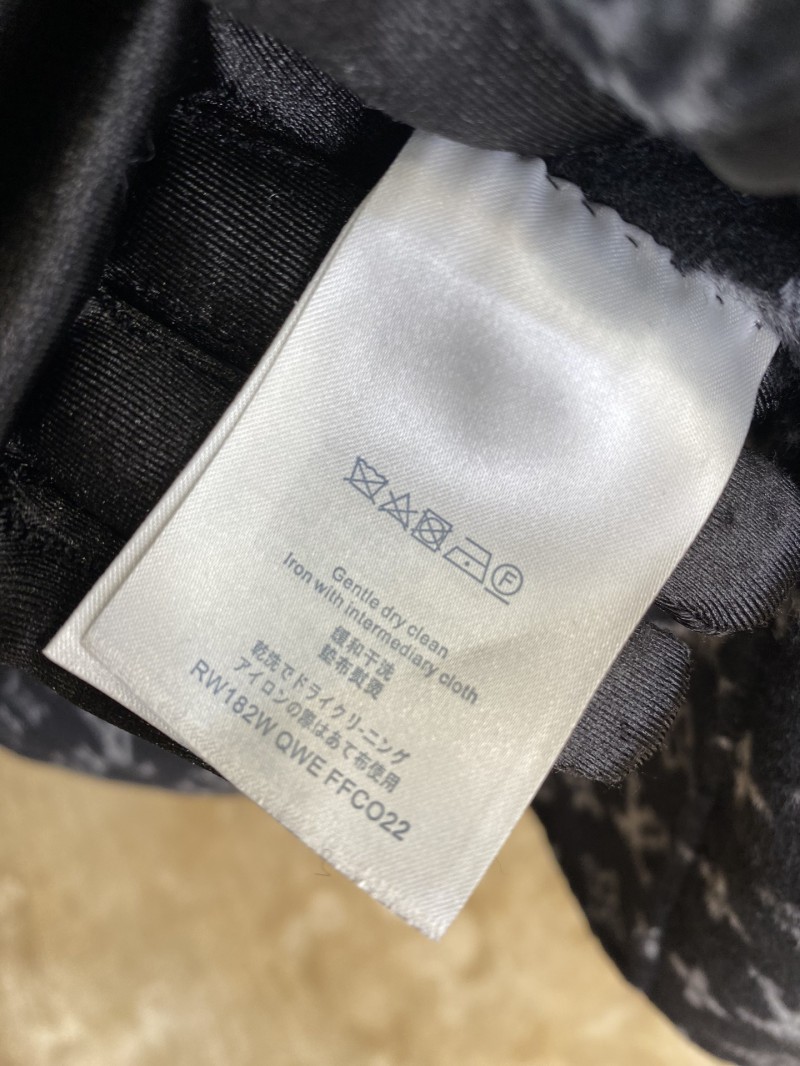 F
Gentle dry clean
Iron with intermediary cloth
緩和干洗
墊布熨燙
乾洗でドライクリーニング
アイロンの際はあて布使用
RW182W QWE FFCO22